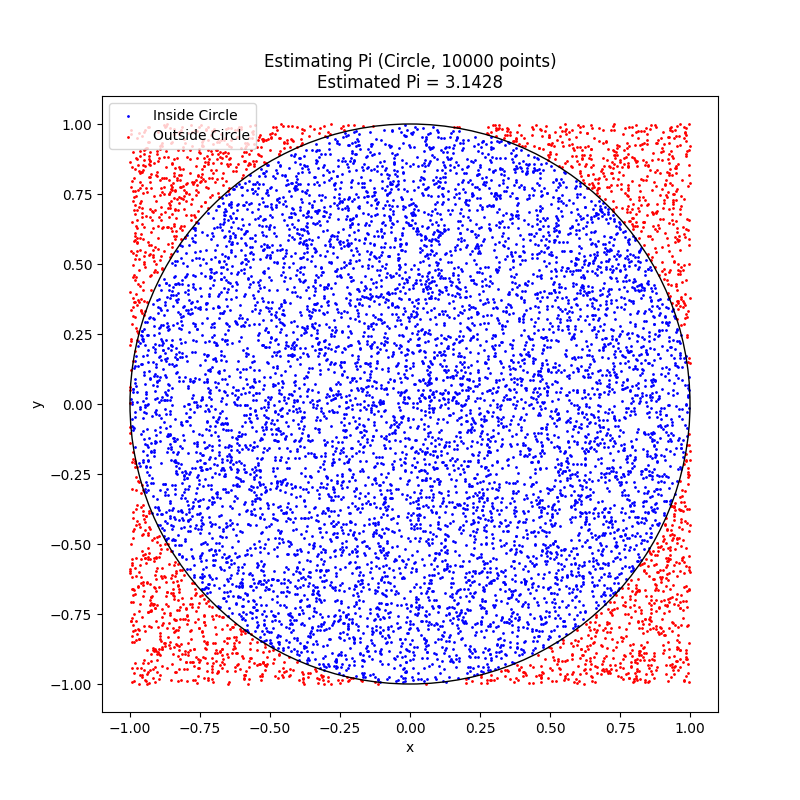 Estimating Pi (Circle, 10000 points)
Estimated Pi = 3.1428
Inside Circle
Outside Circle
1.00
0.75
0.50
0.25
0.00
−0.25
−0.50
−0.75
−1.00
y
−1.00 −0.75 −0.50 −0.25 0.00 0.25 0.50 0.75 1.00
x